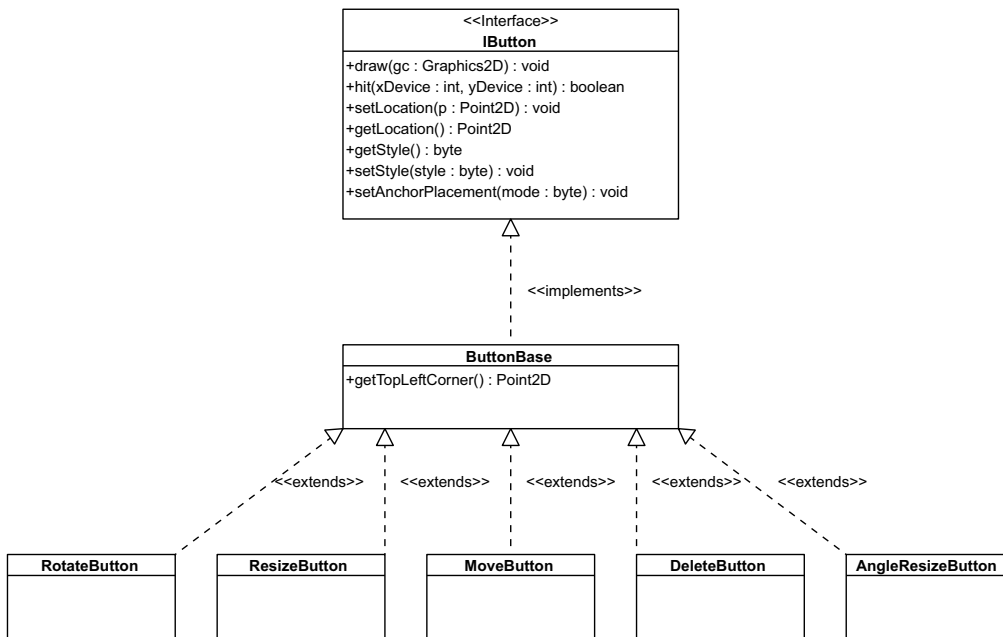 <<Interface>>
IButton
+draw(gc : Graphics2D) : void
+hit(xDevice : int, yDevice : int) : boolean
+setLocation(p : Point2D) : void
+getLocation() : Point2D
+getStyle() : byte
+setStyle(style : byte) : void
+setAnchorPlacement(mode : byte) : void
<<implements>>
ButtonBase
+getTopLeftCorner() : Point2D
<<extends>> <<extends>> <<extends>> <<extends>> <<extends>>
RotateButton ResizeButton MoveButton DeleteButton AngleResizeButton